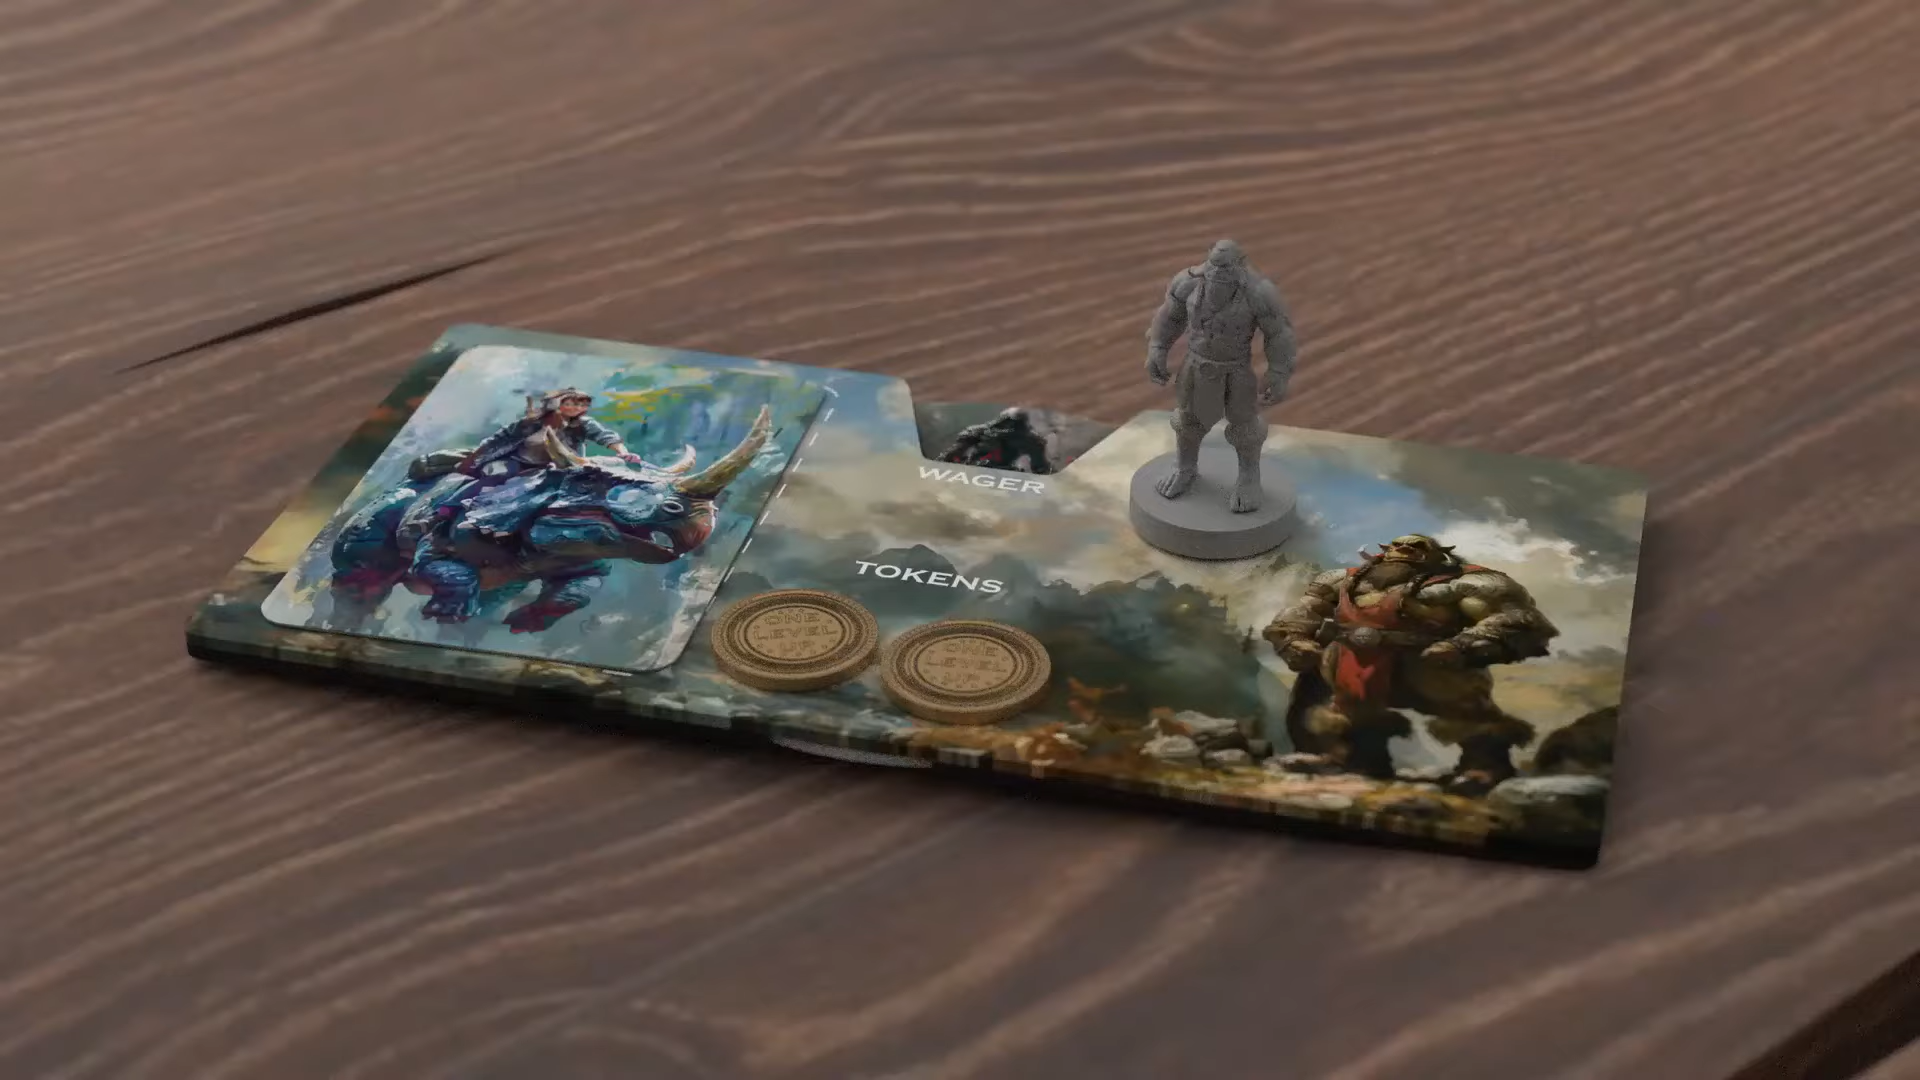 WAGER
TOKENS
ONE
LEVEL
UP
ONE
LEVEL
UP